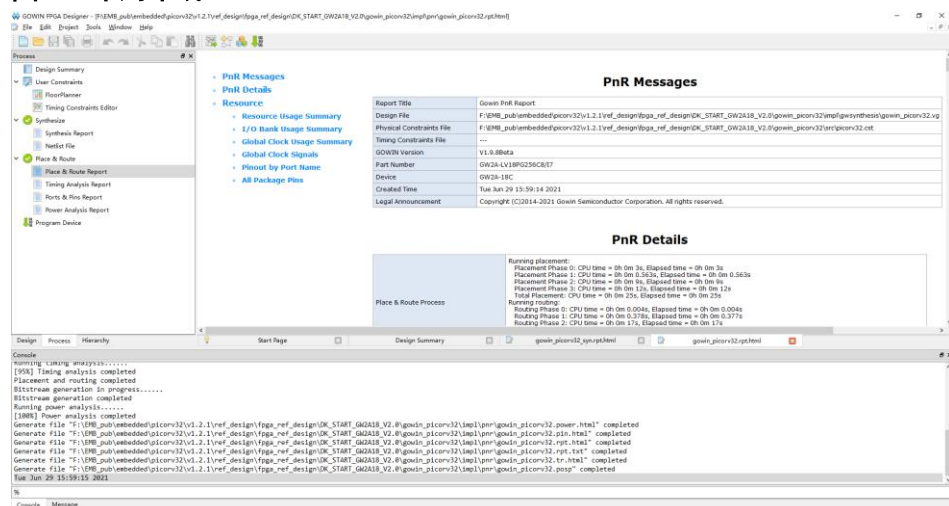 GOWIN FPGA Designer - [F:\EMB_pub\embedded\picorv32\v1.2.1\ref_design\fpga_ref_design\DK_START_GW2A18_V2.0\gowin_picorv32\impl\pnr\gowin_picorv32.rpt.html]
File Edit Project Tools Window Help
Process
Design Summary
User Constraints
FloorPlanner
Timing Constraints Editor
Synthesize
Synthesis Report
Netlist File
Place & Route
Place & Route Report
Timing Analysis Report
Ports & Pins Report
Power Analysis Report
Program Device
PnR Messages
PnR Details
Resource
Resource Usage Summary
I/O Bank Usage Summary
Global Clock Usage Summary
Global Clock Signals
Pinout by Port Name
All Package Pins
PnR Messages
Report Title Gowin PnR Report
Design File F:\EMB_pub\embedded\picorv32\v1.2.1\ref_design\fpga_ref_design\DK_START_GW2A18_V2.0\gowin_picorv32\impl\gwsynthesis\gowin_picorv32.vg
Physical Constraints File F:\EMB_pub\embedded\picorv32\v1.2.1\ref_design\fpga_ref_design\DK_START_GW2A18_V2.0\gowin_picorv32\src\picorv32.cst
Timing Constraints File ---
GOWIN Version V1.9.8Beta
Part Number GW2A-LV18PG256C8/I7
Device GW2A-18C
Created Time Tue Jun 29 15:59:14 2021
Legal Announcement Copyright (C)2014-2021 Gowin Semiconductor Corporation. All rights reserved.
PnR Details
Place & Route Process
Running placement:
Placement Phase 0: CPU time = 0h 0m 3s, Elapsed time = 0h 0m 3s
Placement Phase 1: CPU time = 0h 0m 0.563s, Elapsed time = 0h 0m 0.563s
Placement Phase 2: CPU time = 0h 0m 9s, Elapsed time = 0h 0m 9s
Placement Phase 3: CPU time = 0h 0m 12s, Elapsed time = 0h 0m 12s
Total Placement: CPU time = 0h 0m 25s, Elapsed time = 0h 0m 25s
Running routing:
Routing Phase 0: CPU time = 0h 0m 0.004s, Elapsed time = 0h 0m 0.004s
Routing Phase 1: CPU time = 0h 0m 0.378s, Elapsed time = 0h 0m 0.377s
Routing Phase 2: CPU time = 0h 0m 17s, Elapsed time = 0h 0m 17s
Design Process Hierarchy
Start Page Design Summary gowin_picorv32_syn.rpt.html gowin_picorv32.rpt.html
Console
Running timing analysis......
[95%] Timing analysis completed
Placement and routing completed
Bitstream generation in progress......
Bitstream generation completed
Running power analysis......
[100%] Power analysis completed
Generate file "F:\EMB_pub\embedded\picorv32\v1.2.1\ref_design\fpga_ref_design\DK_START_GW2A18_V2.0\gowin_picorv32\impl\pnr\gowin_picorv32.power.html" completed
Generate file "F:\EMB_pub\embedded\picorv32\v1.2.1\ref_design\fpga_ref_design\DK_START_GW2A18_V2.0\gowin_picorv32\impl\pnr\gowin_picorv32.pin.html" completed
Generate file "F:\EMB_pub\embedded\picorv32\v1.2.1\ref_design\fpga_ref_design\DK_START_GW2A18_V2.0\gowin_picorv32\impl\pnr\gowin_picorv32.rpt.html" completed
Generate file "F:\EMB_pub\embedded\picorv32\v1.2.1\ref_design\fpga_ref_design\DK_START_GW2A18_V2.0\gowin_picorv32\impl\pnr\gowin_picorv32.rpt.txt" completed
Generate file "F:\EMB_pub\embedded\picorv32\v1.2.1\ref_design\fpga_ref_design\DK_START_GW2A18_V2.0\gowin_picorv32\impl\pnr\gowin_picorv32.tr.html" completed
Generate file "F:\EMB_pub\embedded\picorv32\v1.2.1\ref_design\fpga_ref_design\DK_START_GW2A18_V2.0\gowin_picorv32\impl\pnr\gowin_picorv32.posp" completed
Tue Jun 29 15:59:15 2021
%
Console Message